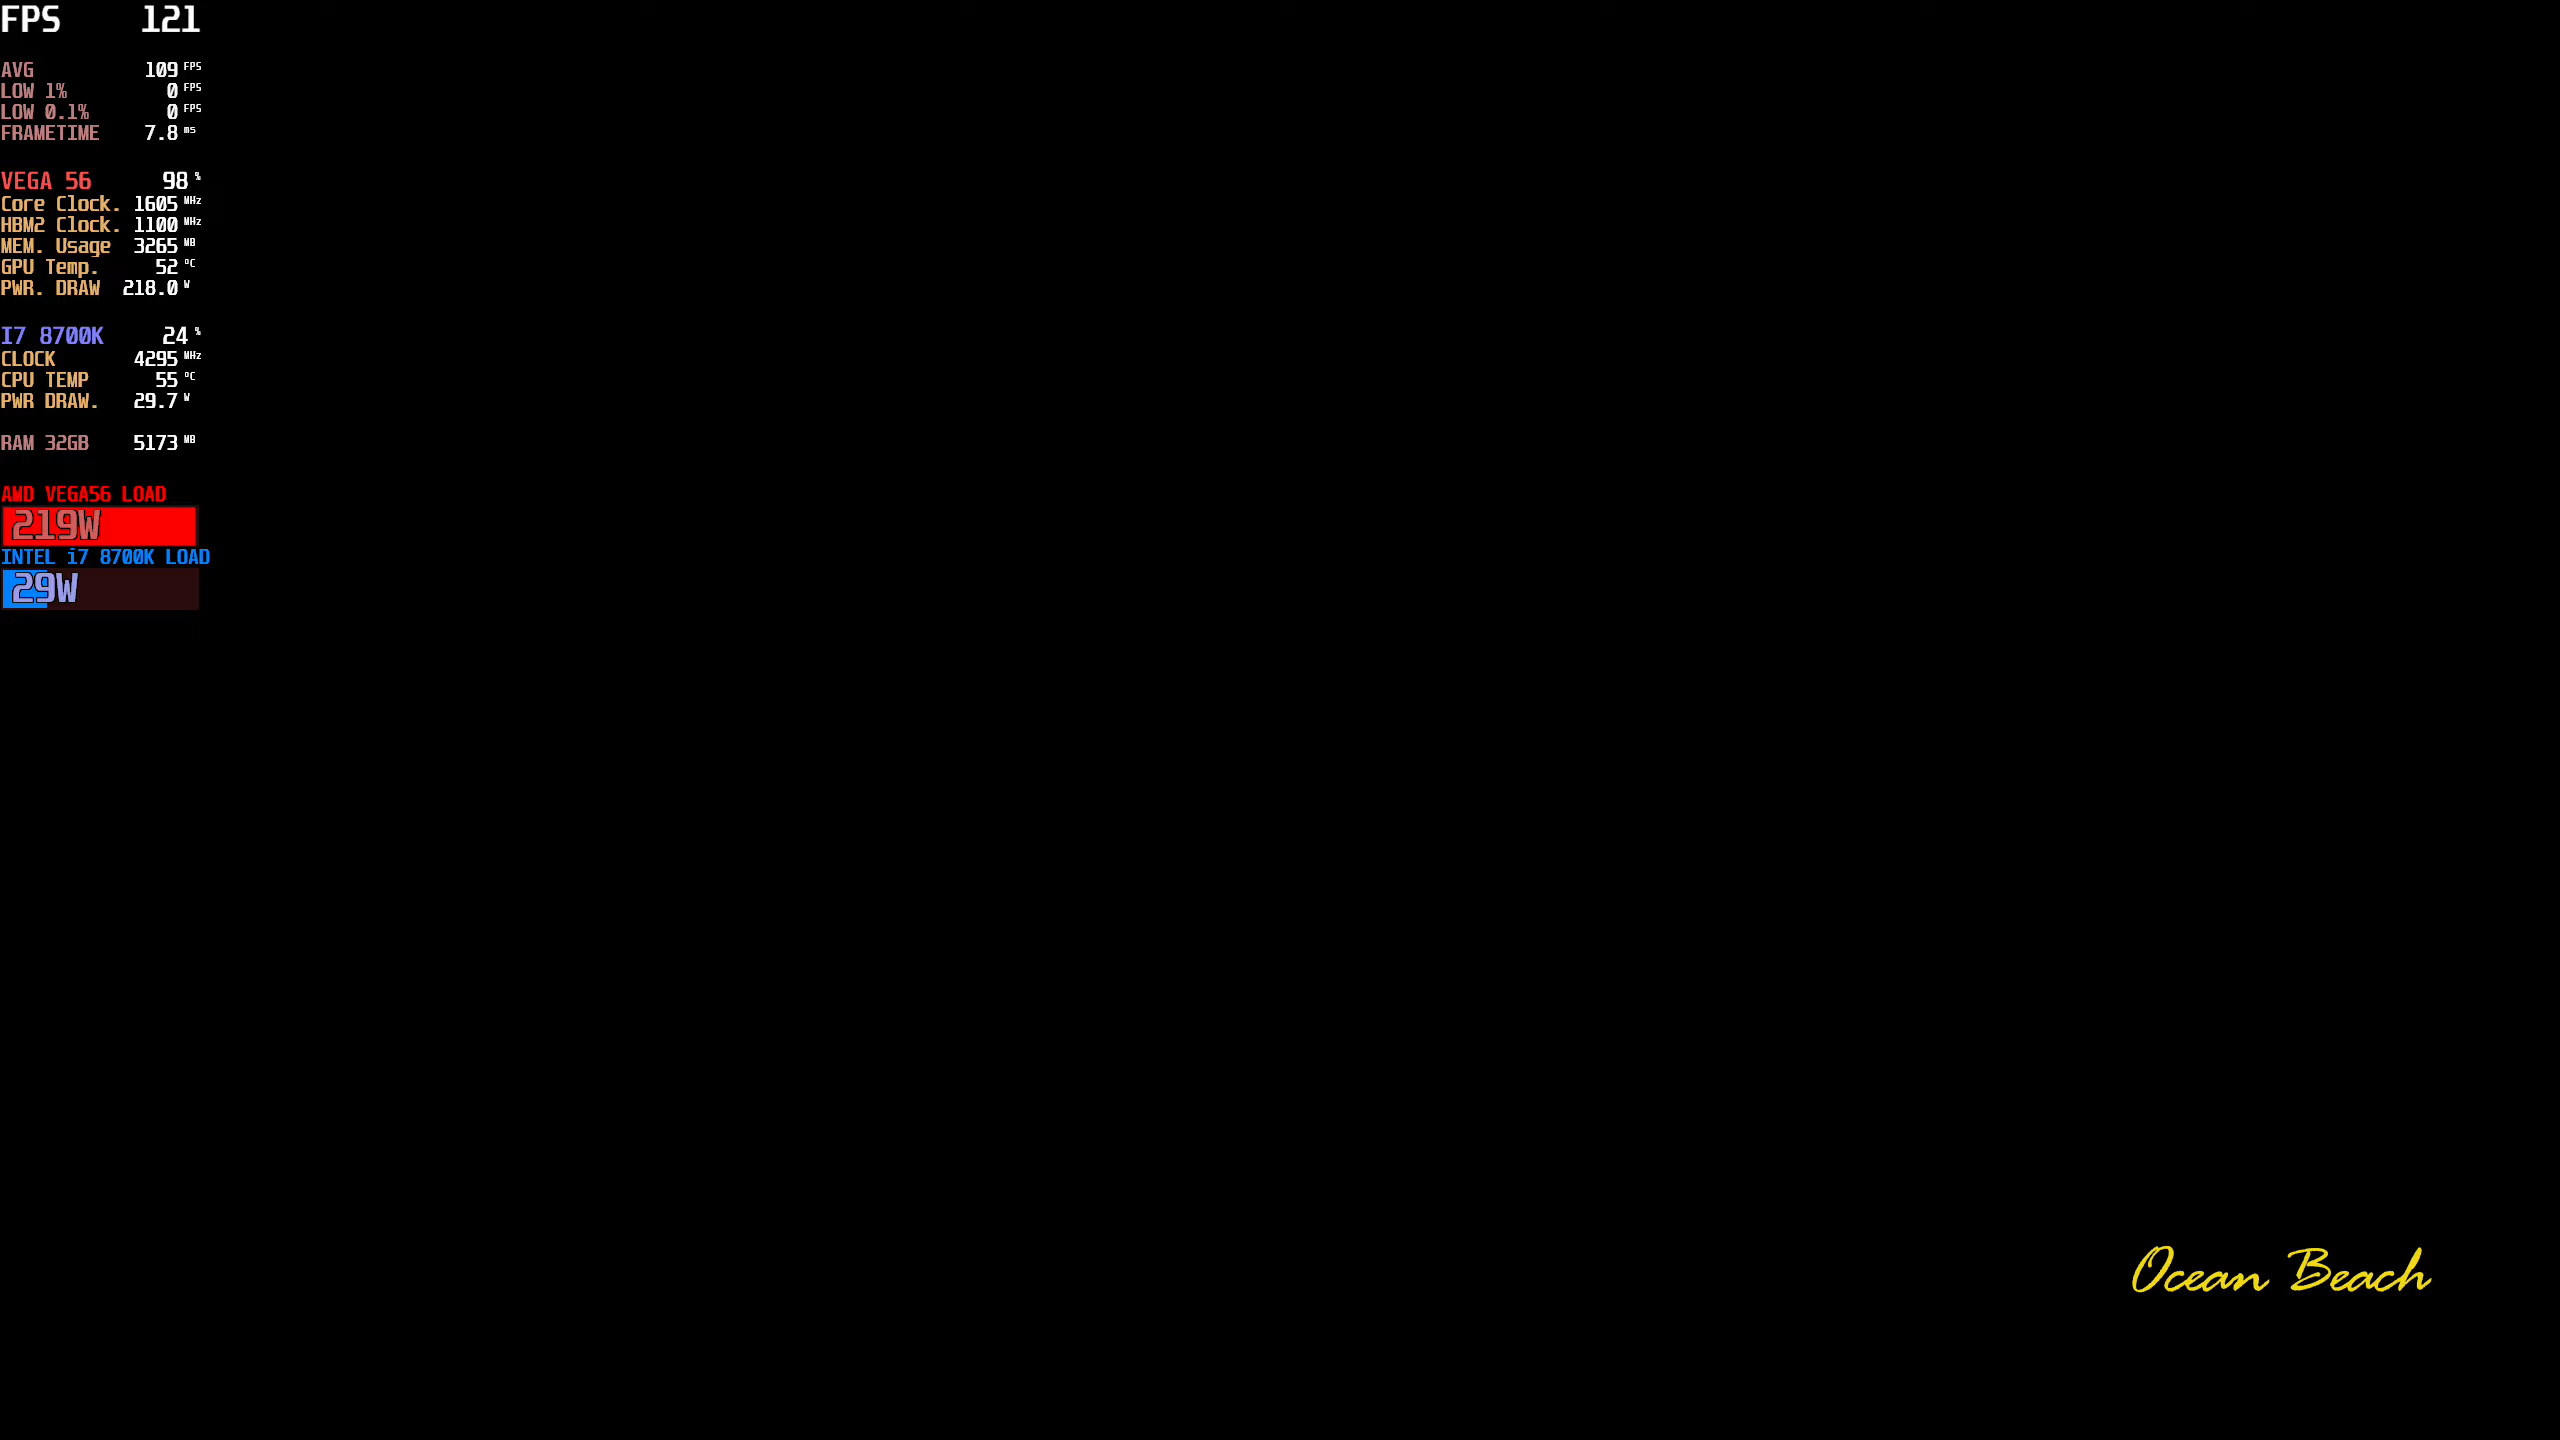 FPS 121
AVG 109 FPS
LOW 1% 0 FPS
LOW 0.1% 0 FPS
FRAMETIME 7.8 ms
VEGA 56 98 %
Core Clock. 1605 MHz
HBM2 Clock. 1100 MHz
MEM. Usage 3265 MB
GPU Temp. 52 °C
PWR. DRAW 218.0 W
I7 8700K 24 %
CLOCK 4295 MHz
CPU TEMP 55 °C
PWR DRAW. 29.7 W
RAM 32GB 5173 MB
AMD VEGA56 LOAD
219W
INTEL i7 8700K LOAD
29W
Ocean Beach